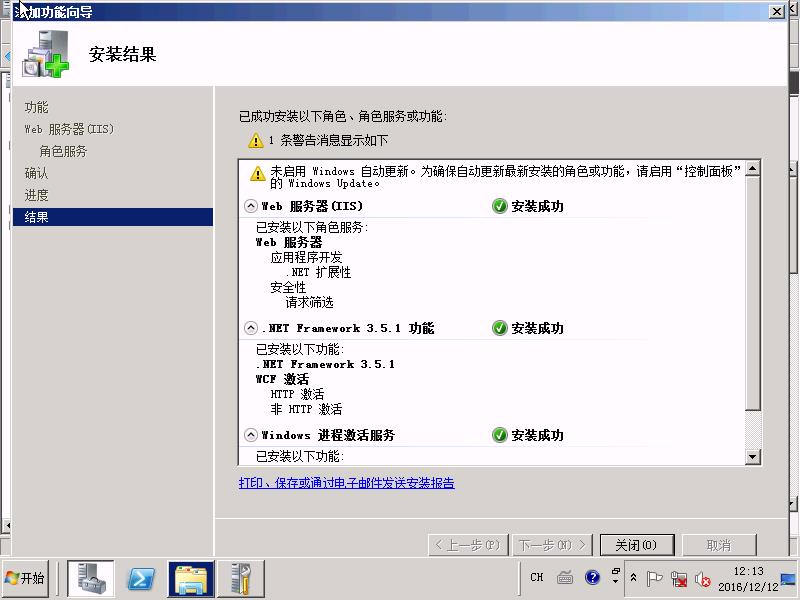 添加功能向导
安装结果
功能
Web 服务器(IIS)
角色服务
确认
进度
结果
已成功安装以下角色、角色服务或功能:
1 条警告消息显示如下
未启用 Windows 自动更新。为确保自动更新最新安装的角色或功能，请启用“控制面板”
的 Windows Update。
Web 服务器(IIS) 安装成功
已安装以下角色服务:
Web 服务器
应用程序开发
.NET 扩展性
安全性
请求筛选
.NET Framework 3.5.1 功能 安装成功
已安装以下功能:
.NET Framework 3.5.1
WCF 激活
HTTP 激活
非 HTTP 激活
Windows 进程激活服务 安装成功
已安装以下功能:
打印、保存或通过电子邮件发送安装报告
< 上一步(P) 下一步(N) > 关闭(O) 取消
开始 CH 12:13
2016/12/12